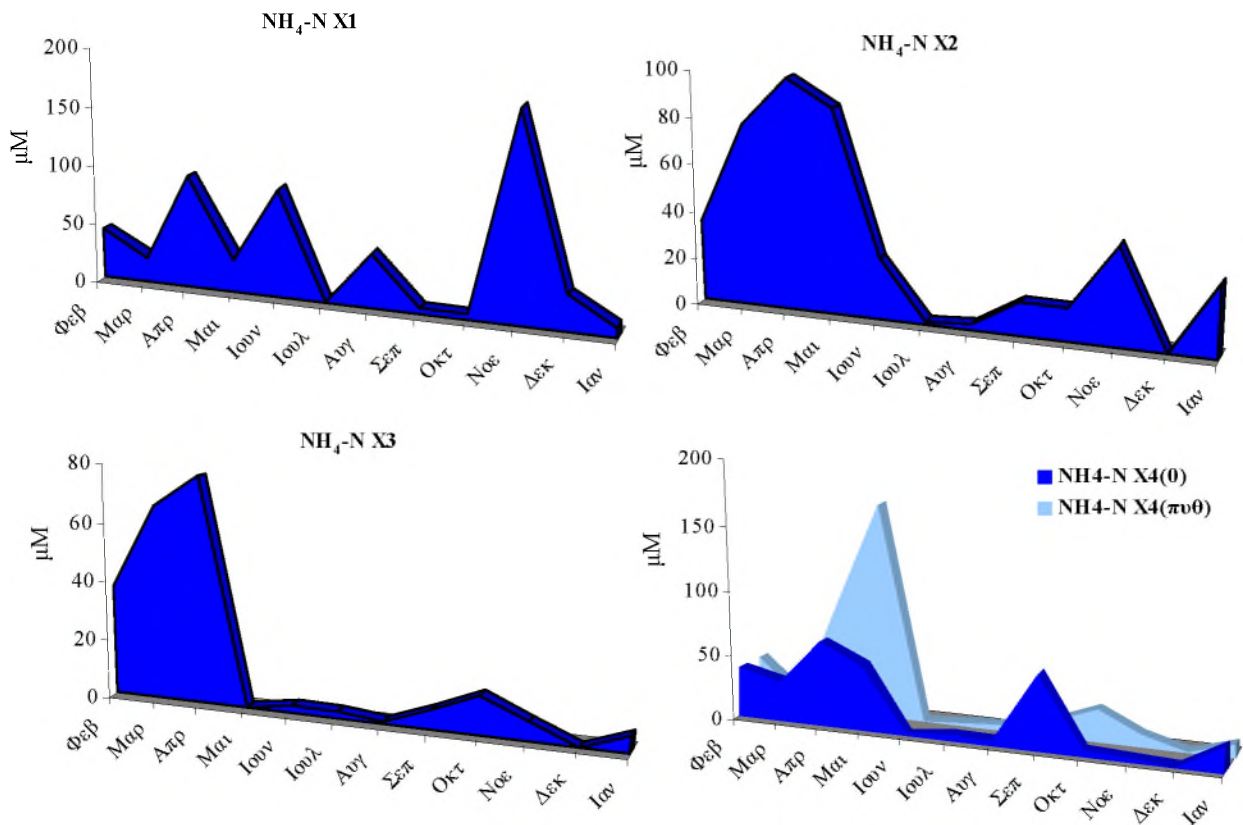 NH₄-N X1
200
150
100
50
0
μM
Φεβ
Μαρ
Απρ
Μαι
Ιουν
Ιουλ
Αυγ
Σεπ
Οκτ
Νοε
Δεκ
Ιαν
NH₄-N X2
100
80
60
40
20
0
μM
Φεβ
Μαρ
Απρ
Μαι
Ιουν
Ιουλ
Αυγ
Σεπ
Οκτ
Νοε
Δεκ
Ιαν
NH₄-N X3
80
60
40
20
0
μM
Φεβ
Μαρ
Απρ
Μαι
Ιουν
Ιουλ
Αυγ
Σεπ
Οκτ
Νοε
Δεκ
Ιαν
NH4-N X4(0)
NH4-N X4(πυθ)
200
150
100
50
0
μM
Φεβ
Μαρ
Απρ
Μαι
Ιουν
Ιουλ
Αυγ
Σεπ
Οκτ
Νοε
Δεκ
Ιαν